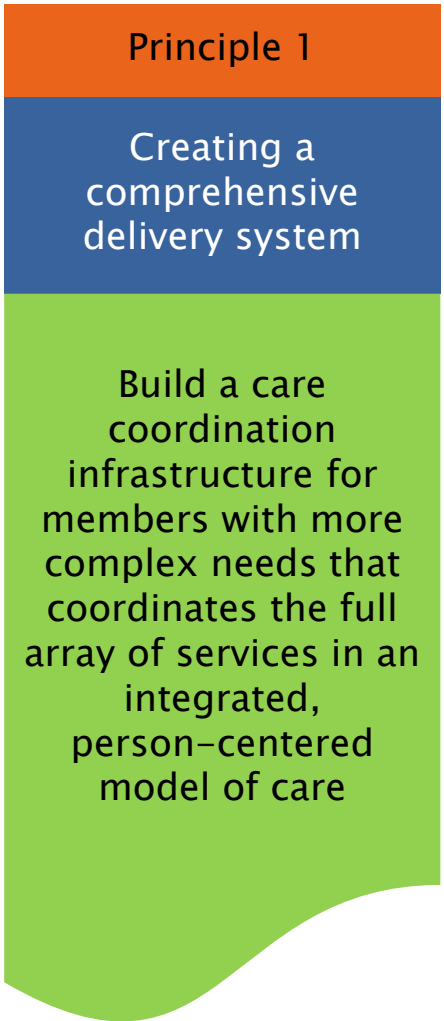 Principle 1
Creating a
comprehensive
delivery system
Build a care
coordination
infrastructure for
members with more
complex needs that
coordinates the full
array of services in an
integrated,
person-centered
model of care